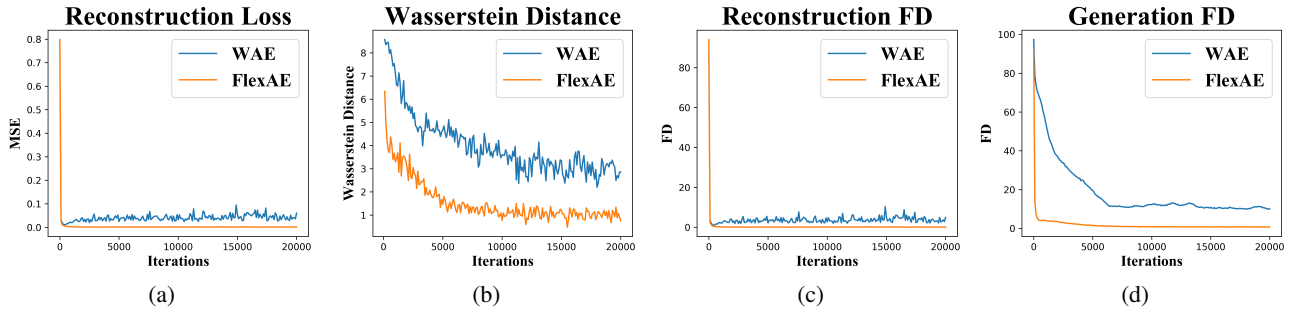 Reconstruction Loss
MSE
0.8
0.7
0.6
0.5
0.4
0.3
0.2
0.1
0.0
WAE
FlexAE
0 5000 10000 15000 20000
Iterations
(a)
Wasserstein Distance
Wasserstein Distance
8
7
6
5
4
3
2
1
WAE
FlexAE
0 5000 10000 15000 20000
Iterations
(b)
Reconstruction FD
FD
80
60
40
20
0
WAE
FlexAE
0 5000 10000 15000 20000
Iterations
(c)
Generation FD
FD
100
80
60
40
20
0
WAE
FlexAE
0 5000 10000 15000 20000
Iterations
(d)